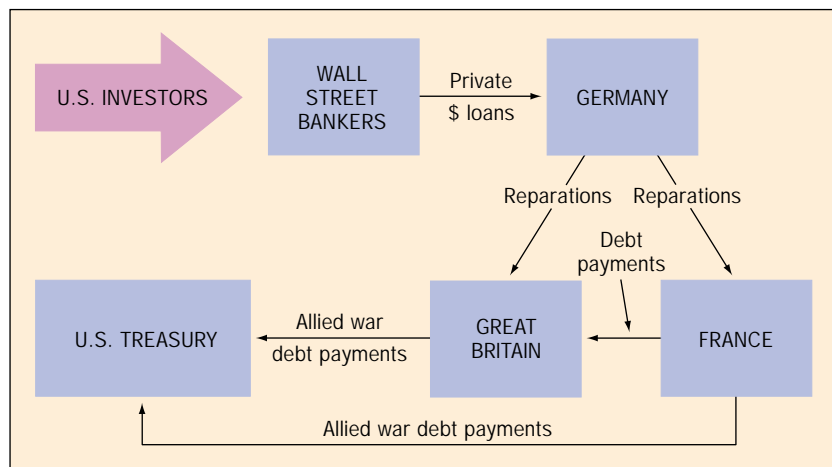 U.S. INVESTORS
WALL
STREET
BANKERS
Private
$ loans
GERMANY
Reparations
Reparations
Debt
payments
U.S. TREASURY
Allied war
debt payments
GREAT
BRITAIN
FRANCE
Allied war debt payments